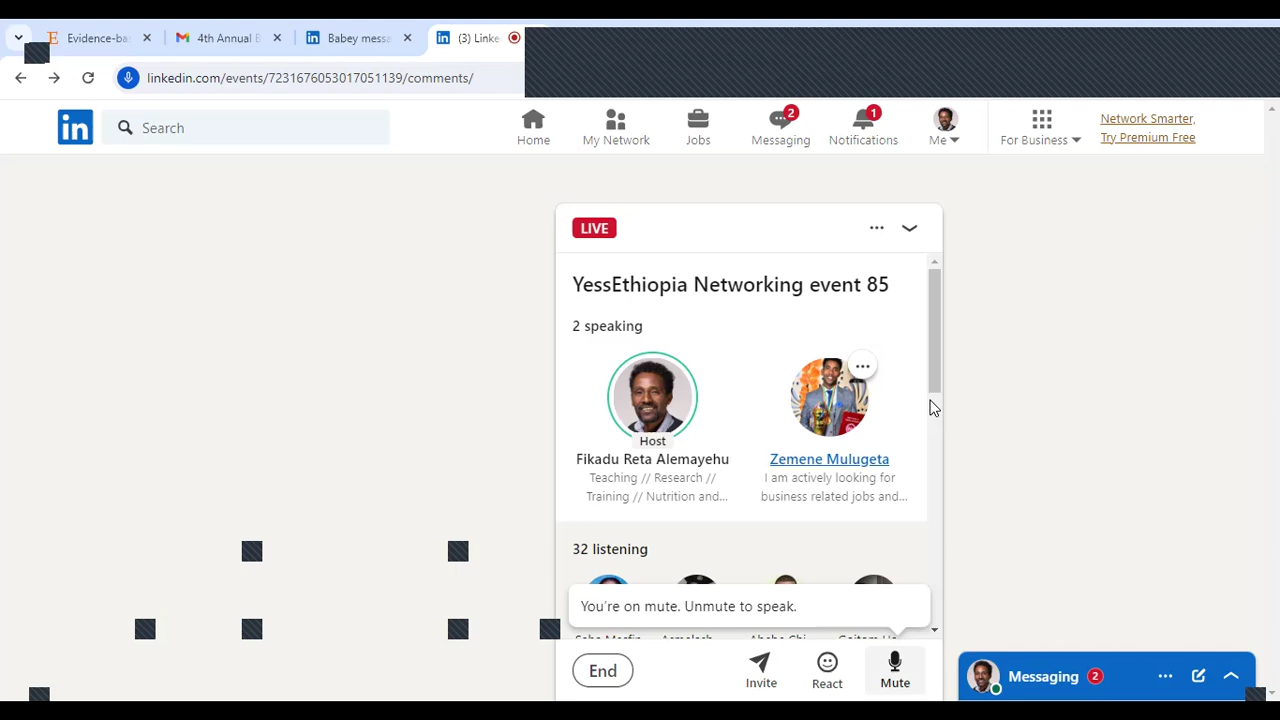 Evidence-ba
4th Annual B
Babey messa
(3) Linke
linkedin.com/events/7231676053017051139/comments/
Search
Home
My Network
Jobs
2
Messaging
1
Notifications
Me
For Business
Network Smarter,
Try Premium Free
LIVE
YessEthiopia Networking event 85
2 speaking
Host
Fikadu Reta Alemayehu
Teaching // Research //
Training // Nutrition and...
Zemene Mulugeta
I am actively looking for
business related jobs and...
32 listening
You're on mute. Unmute to speak.
End
Invite
React
Mute
Messaging 2